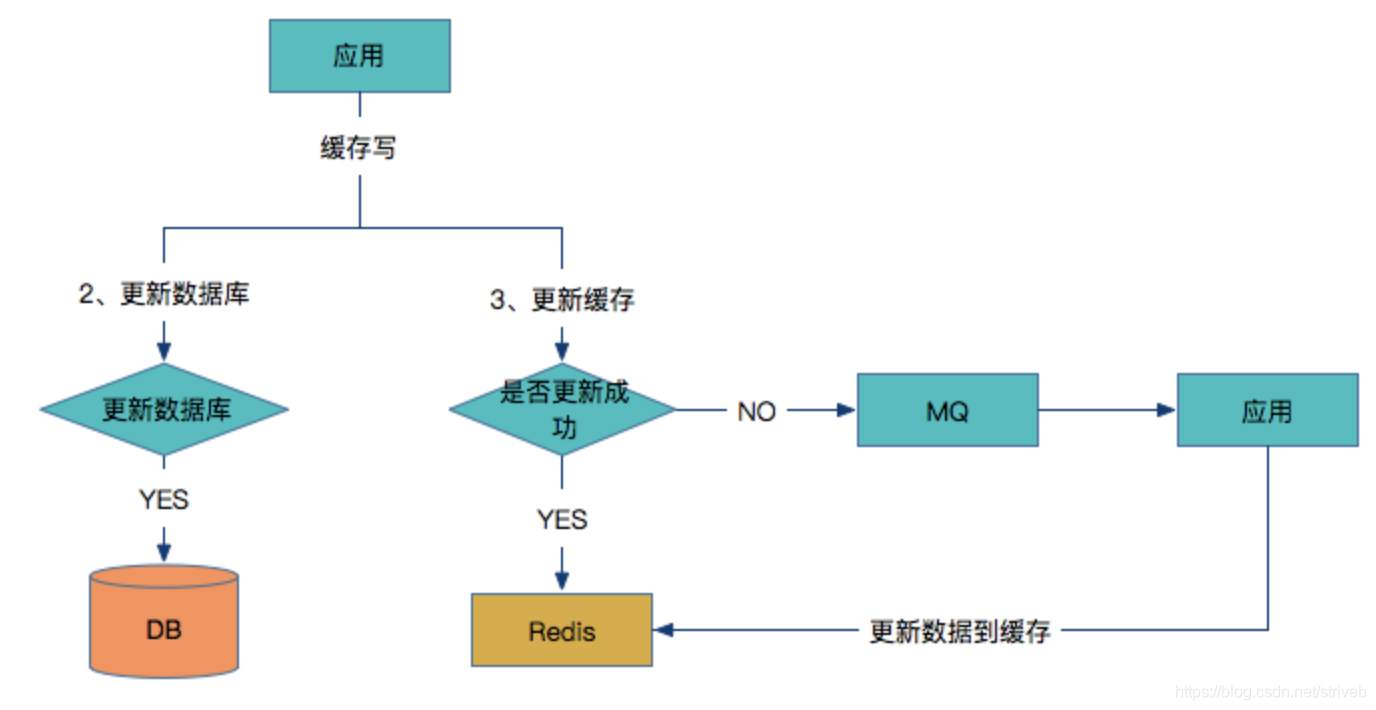 应用
缓存写
2、更新数据库
3、更新缓存
更新数据库
是否更新成
功
NO
MQ
应用
YES
YES
DB
Redis
更新数据到缓存
https://blog.csdn.net/striveb